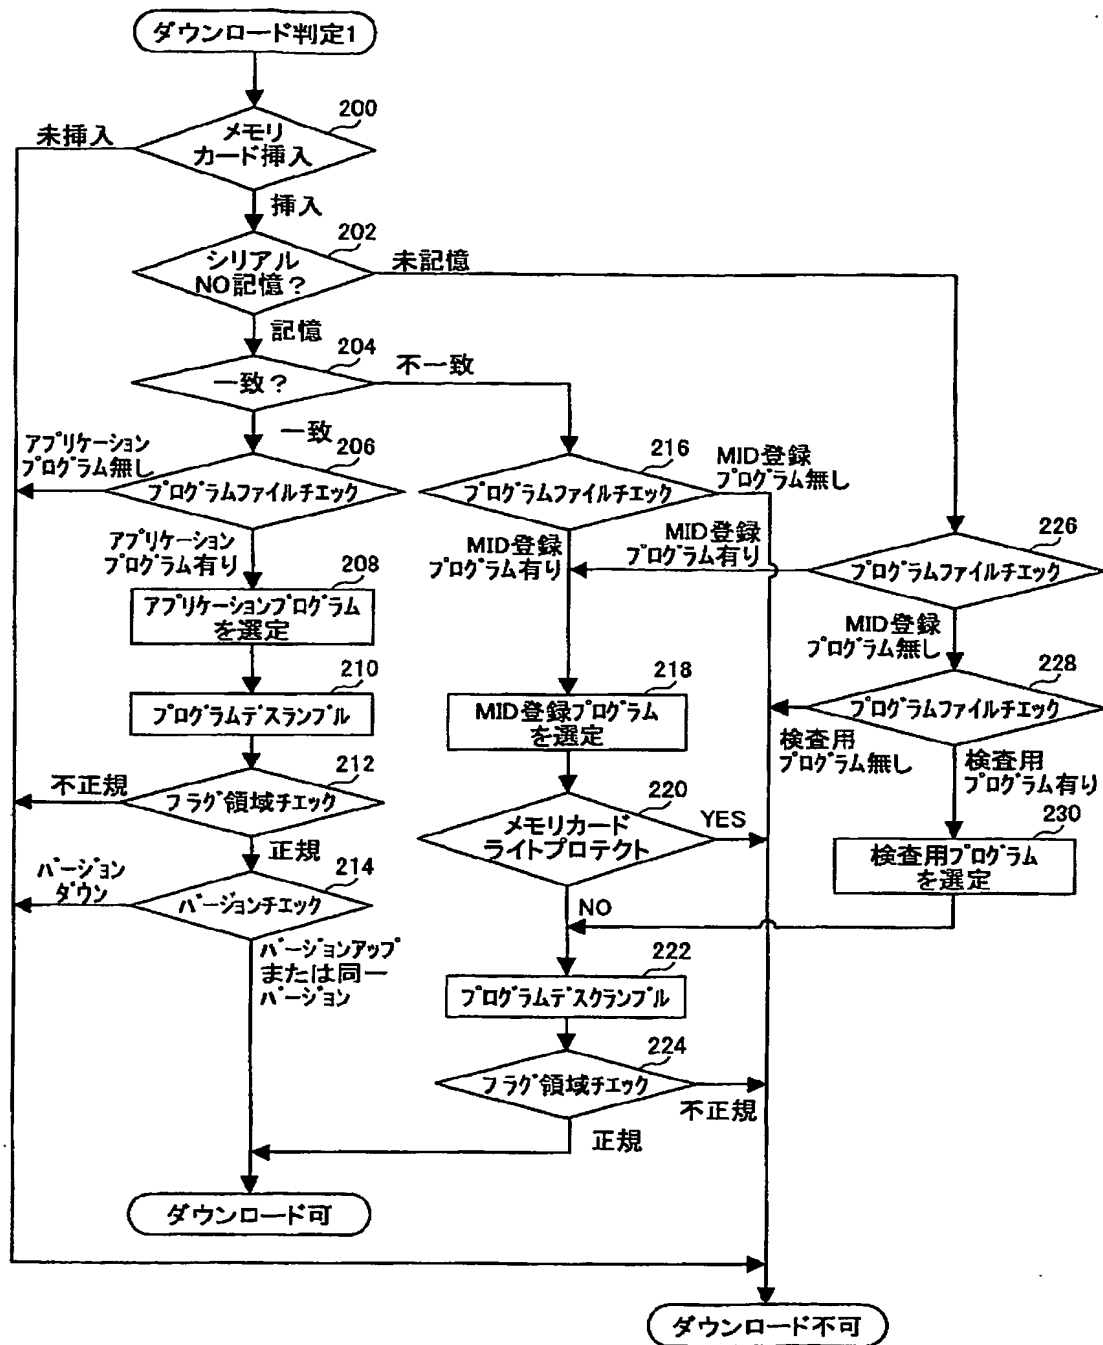 ダウンロード判定1
200
未挿入
メモリ
カード挿入
挿入
202
シリアル
NO記憶?
未記憶
記憶
204
一致?
不一致
一致
アプリケーション
プログラム無し
206
プログラムファイルチェック
216
プログラムファイルチェック
MID登録
プログラム無し
アプリケーション
プログラム有り
MID登録
プログラム有り
MID登録
プログラム有り
226
プログラムファイルチェック
208
アプリケーションプログラム
を選定
MID登録
プログラム無し
210
プログラムデスランブル
218
MID登録プログラム
を選定
228
プログラムファイルチェック
検査用
プログラム無し
検査用
プログラム有り
不正規
212
フラグ領域チェック
正規
220
メモリカード
ライトプロテクト
YES
230
検査用プログラム
を選定
バージョン
ダウン
214
バージョンチェック
NO
バージョンアップ
または同一
バージョン
222
プログラムデスクランブル
224
フラグ領域チェック
不正規
正規
ダウンロード可
ダウンロード不可